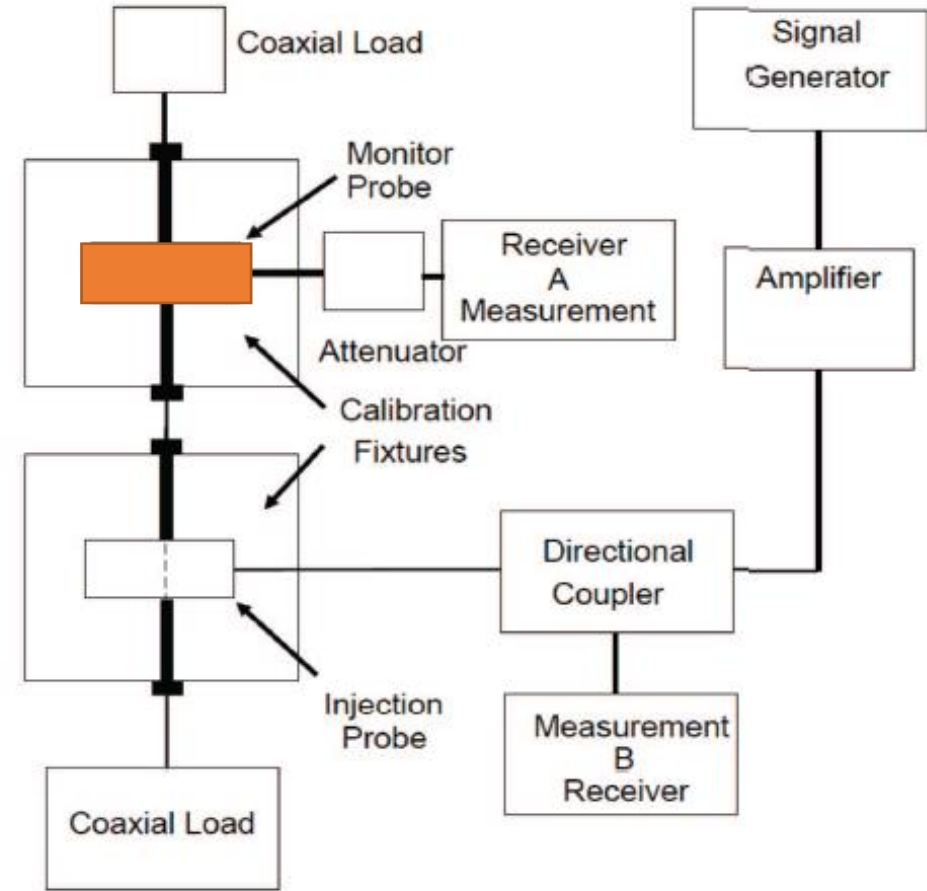 Coaxial Load
Signal
Generator
Monitor
Probe
Receiver
A
Measurement
Amplifier
Attenuator
Calibration
Fixtures
Directional
Coupler
Injection
Probe
Measurement
B
Receiver
Coaxial Load